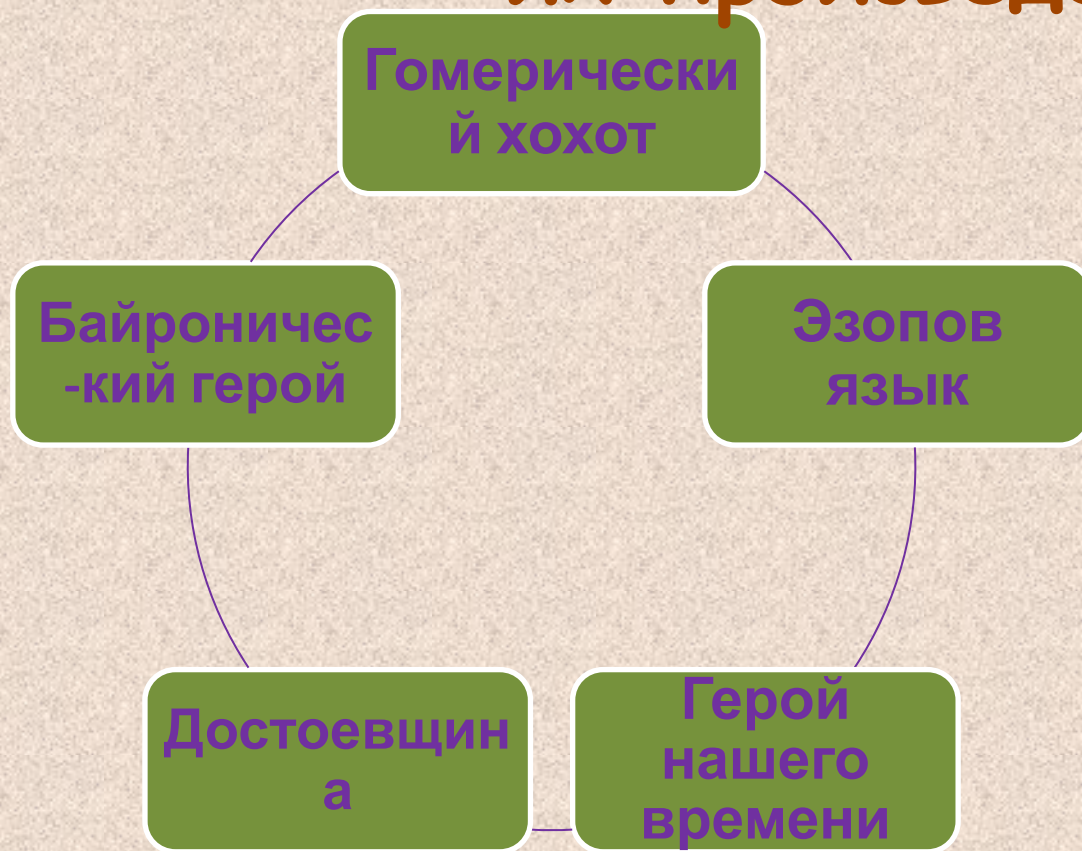 Гомерически
й хохот
Байроничес
-кий герой
Эзопов
язык
Достоевщин
а
Герой
нашего
времени